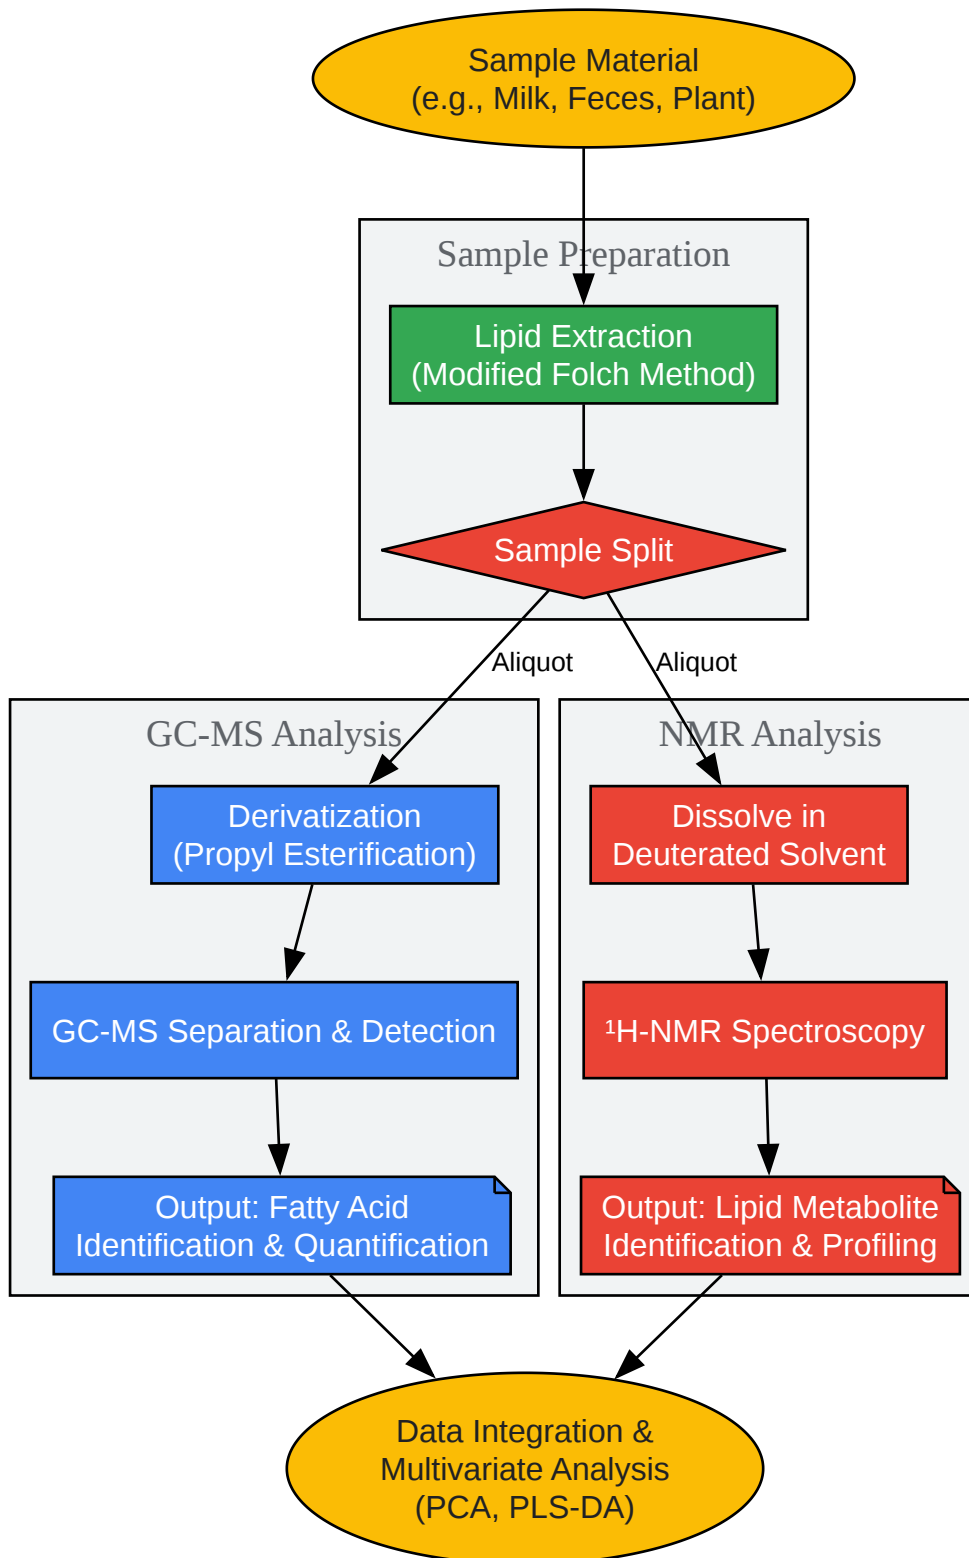 Sample Material
(e.g., Milk, Feces, Plant)
Sample Preparation
Lipid Extraction
(Modified Folch Method)
Sample Split
Aliquot
Aliquot
GC-MS Analysis
Derivatization
(Propyl Esterification)
GC-MS Separation & Detection
Output: Fatty Acid
Identification & Quantification
NMR Analysis
Dissolve in
Deuterated Solvent
¹H-NMR Spectroscopy
Output: Lipid Metabolite
Identification & Profiling
Data Integration &
Multivariate Analysis
(PCA, PLS-DA)